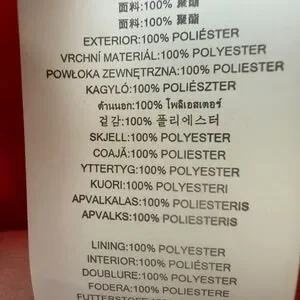 面料:100% 聚酯
面料:100% 聚酯
EXTERIOR:100% POLIÉSTER
VRCHNÍ MATERIÁL:100% POLYESTER
POWŁOKA ZEWNĘTRZNA:100% POLIESTER
KAGYLÓ:100% POLIÉSZTER
ด้านนอก:100% โพลีเอสเตอร์
겉감:100% 폴리에스터
SKJELL:100% POLYESTER
COAJĂ:100% POLIESTER
YTTERTYG:100% POLYESTER
KUORI:100% POLYESTERI
APVALKALAS:100% POLIESTERIS
APVALKS:100% POLIESTERIS
LINING:100% POLYESTER
INTERIOR:100% POLIÉSTER
DOUBLURE:100% POLYESTER
FODERA:100% POLIESTERE
FUTTERSTOFF:100%